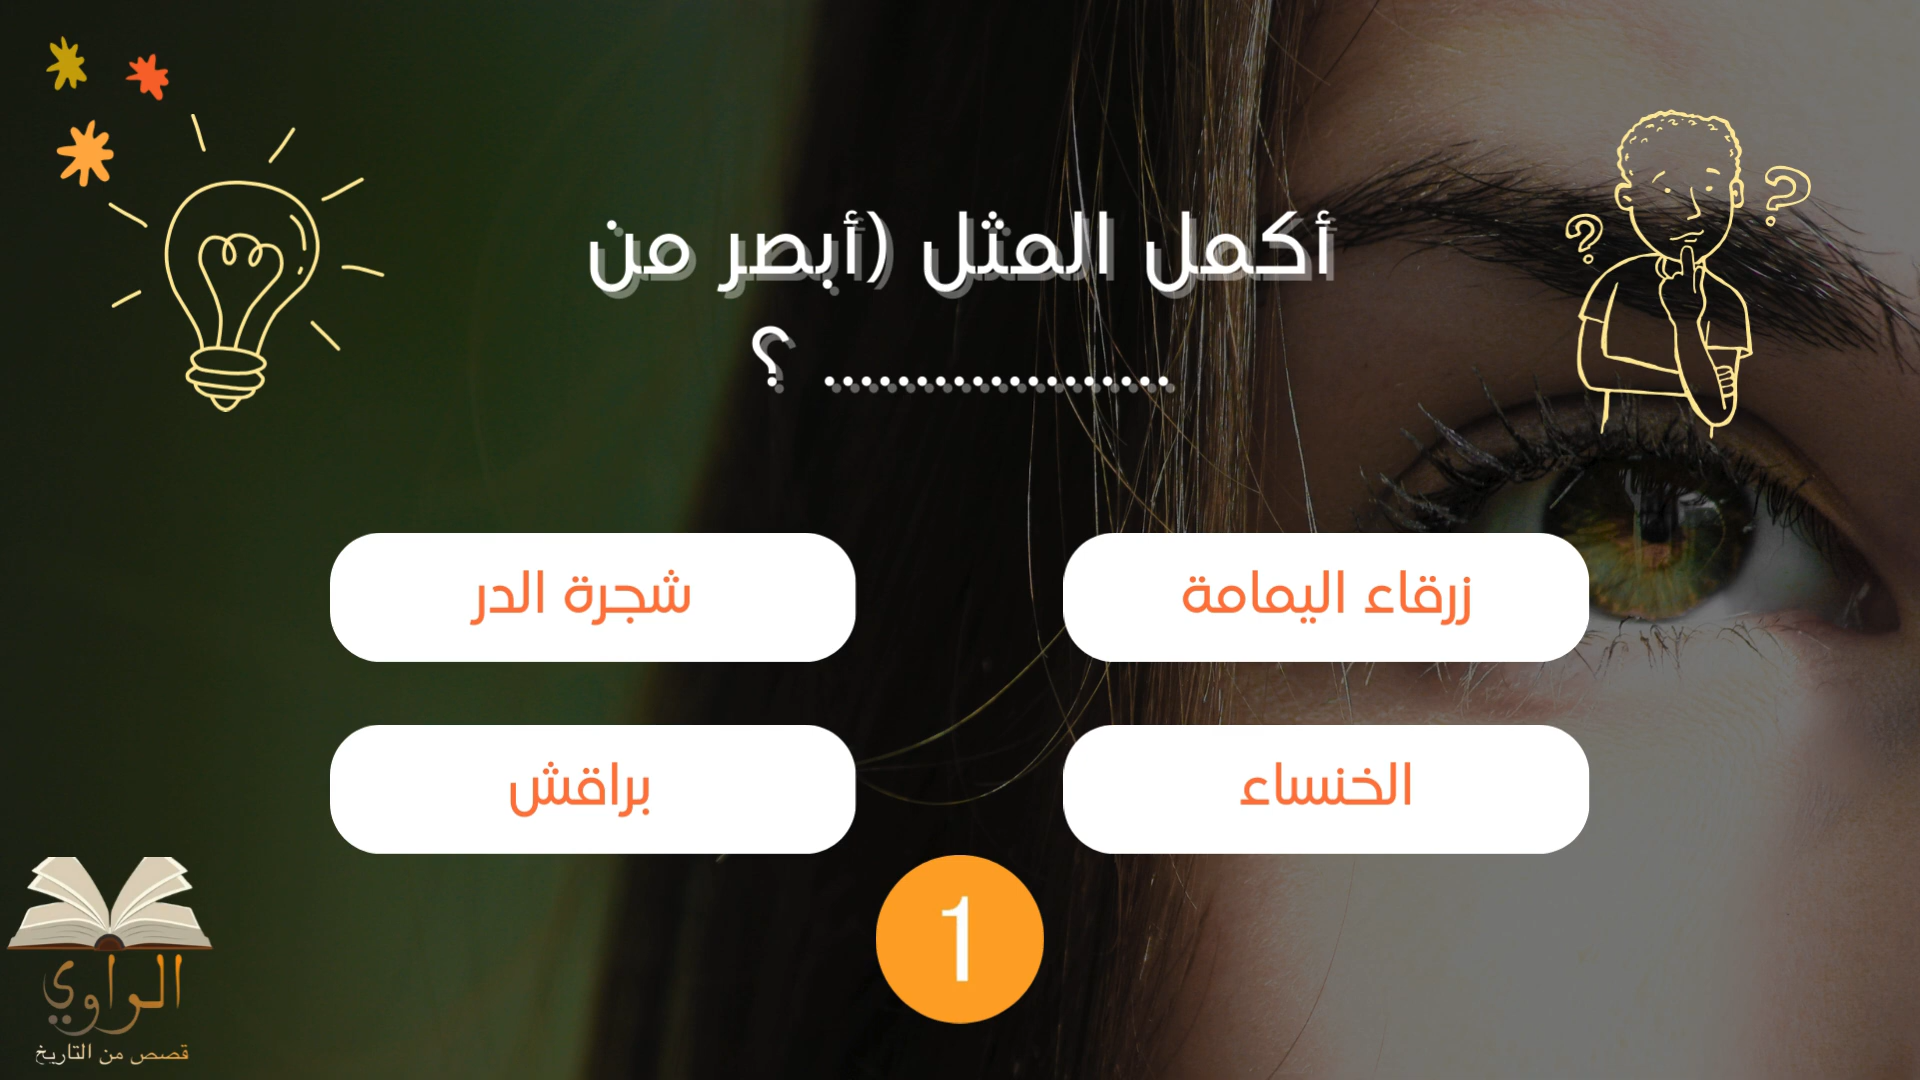 أكمل المثل (أبصر من
................... ؟
زرقاء اليمامة
شجرة الدر
الخنساء
براقش
1
الراوي
قصص من التاريخ